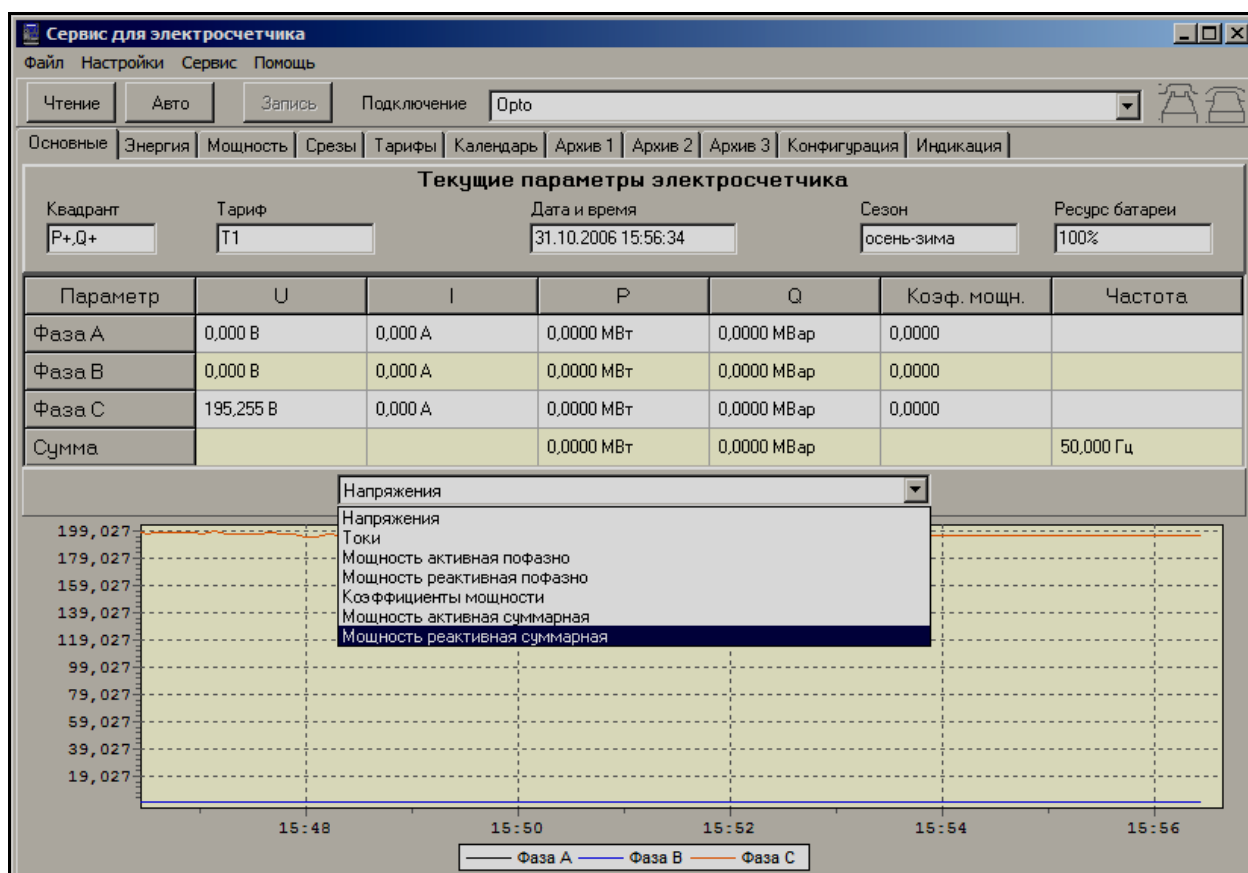 Сервис для электросчетчика
Файл Настройки Сервис Помощь
Чтение Авто Запись Подключение Opto
Основные Энергия Мощность Срезы Тарифы Календарь Архив 1 Архив 2 Архив 3 Конфигурация Индикация
Текущие параметры электросчетчика
Квадрант Тариф Дата и время Сезон Ресурс батареи
P+,Q+ T1 31.10.2006 15:56:34 осень-зима 100%
Параметр U I P Q Коэф. мощн. Частота
Фаза A 0,000 В 0,000 А 0,0000 МВт 0,0000 МВар 0,0000
Фаза B 0,000 В 0,000 А 0,0000 МВт 0,0000 МВар 0,0000
Фаза C 195,255 В 0,000 А 0,0000 МВт 0,0000 МВар 0,0000
Сумма 0,0000 МВт 0,0000 МВар 50,000 Гц
Напряжения
Напряжения
Токи
Мощность активная пофазно
Мощность реактивная пофазно
Коэффициенты мощности
Мощность активная суммарная
Мощность реактивная суммарная
199,027
179,027
159,027
139,027
119,027
99,027
79,027
59,027
39,027
19,027
15:48 15:50 15:52 15:54 15:56
Фаза A Фаза B Фаза C